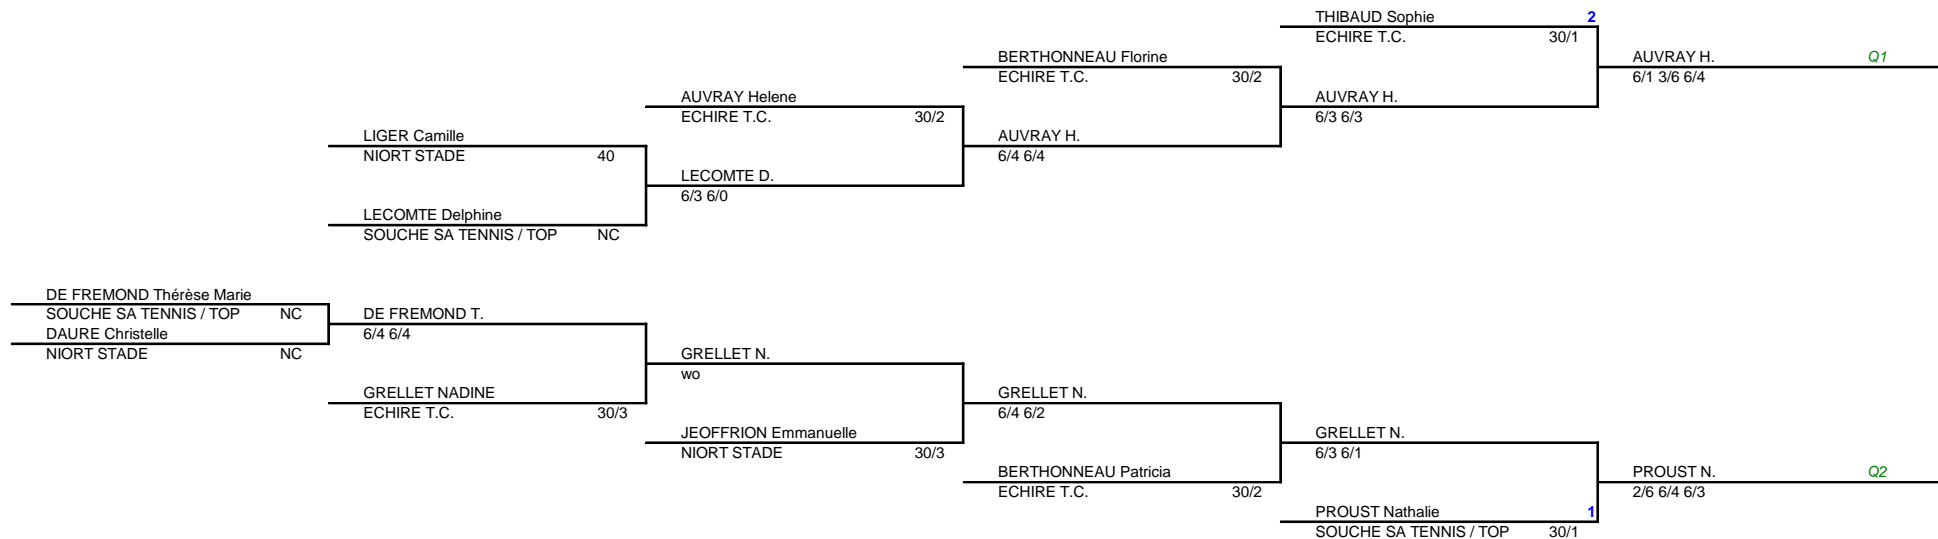 THIBAUD Sophie 2
ECHIRE T.C. 30/1
BERTHONNEAU Florine
ECHIRE T.C. 30/2
AUVRAY H. Q1
6/1 3/6 6/4
AUVRAY Helene
ECHIRE T.C. 30/2
AUVRAY H.
6/3 6/3
LIGER Camille
NIORT STADE 40
AUVRAY H.
6/4 6/4
LECOMTE D.
6/3 6/0
LECOMTE Delphine
SOUCHE SA TENNIS / TOP NC
DE FREMOND Thérèse Marie
SOUCHE SA TENNIS / TOP NC
DAURE Christelle
NIORT STADE NC
DE FREMOND T.
6/4 6/4
GRELLET N.
wo
GRELLET NADINE
ECHIRE T.C. 30/3
GRELLET N.
6/4 6/2
JEOFFRION Emmanuelle
NIORT STADE 30/3
GRELLET N.
6/3 6/1
BERTHONNEAU Patricia
ECHIRE T.C. 30/2
PROUST N. Q2
2/6 6/4 6/3
PROUST Nathalie 1
SOUCHE SA TENNIS / TOP 30/1